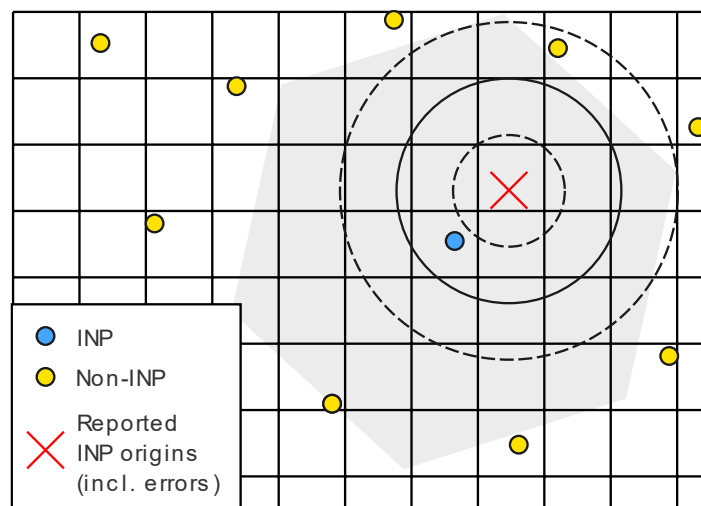 INP
Non-INP
Reported
INP origins
(incl. errors)